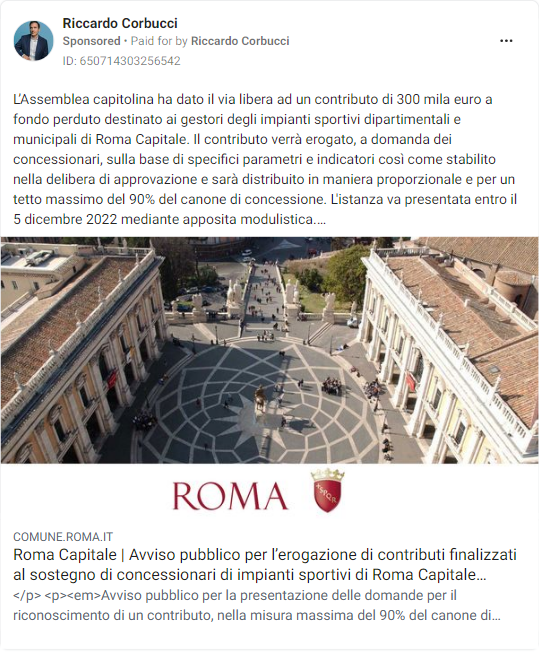 Riccardo Corbucci
Sponsored • Paid for by Riccardo Corbucci
ID: 650714303256542
L'Assemblea capitolina ha dato il via libera ad un contributo di 300 mila euro a
fondo perduto destinato ai gestori degli impianti sportivi dipartimentali e
municipali di Roma Capitale. Il contributo verrà erogato, a domanda dei
concessionari, sulla base di specifici parametri e indicatori così come stabilito
nella delibera di approvazione e sarà distribuito in maniera proporzionale e per un
tetto massimo del 90% del canone di concessione. L'istanza va presentata entro il
5 dicembre 2022 mediante apposita modulistica....
ROMA
SPQR
COMUNE.ROMA.IT
Roma Capitale | Avviso pubblico per l'erogazione di contributi finalizzati
al sostegno di concessionari di impianti sportivi di Roma Capitale...
</p> <p><em>Avviso pubblico per la presentazione delle domande per il
riconoscimento di un contributo, nella misura massima del 90% del canone di...